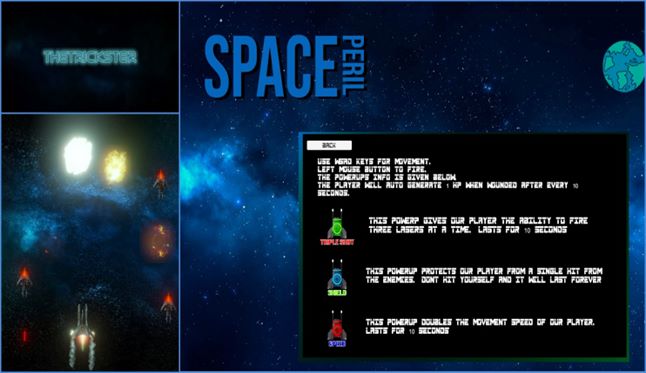 THETRICKSTER
SPACE
PERIL
BACK
USE WSAD KEYS FOR MOVEMENT.
LEFT MOUSE BUTTON TO FIRE.
THE POWERUPS INFO IS GIVEN BELOW.
THE PLAYER WILL AUTO GENERATE 1 HP WHEN WOUNDED AFTER EVERY 10
SECONDS.
TRIPLE SHOT
THIS POWERP GIVES OUR PLAYER THE ABILITY TO FIRE
THREE LASERS AT A TIME. LASTS FOR 10 SECONDS
SHIELD
THIS POWERUP PROTECTS OUR PLAYER FROM A SINGLE HIT FROM
THE ENEMIES. DONT HIT YOURSELF AND IT WILL LAST FOREVER
SPEED
THIS POWERUP DOUBLES THE MOVEMENT SPEED OF OUR PLAYER.
LASTS FOR 10 SECONDS